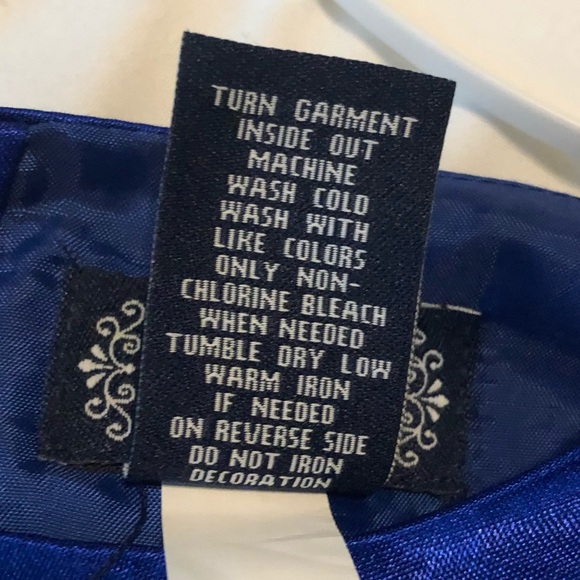 TURN GARMENT
INSIDE OUT
MACHINE
WASH COLD
WASH WITH
LIKE COLORS
ONLY NON-
CHLORINE BLEACH
WHEN NEEDED
TUMBLE DRY LOW
WARM IRON
IF NEEDED
ON REVERSE SIDE
DO NOT IRON
DECORATION